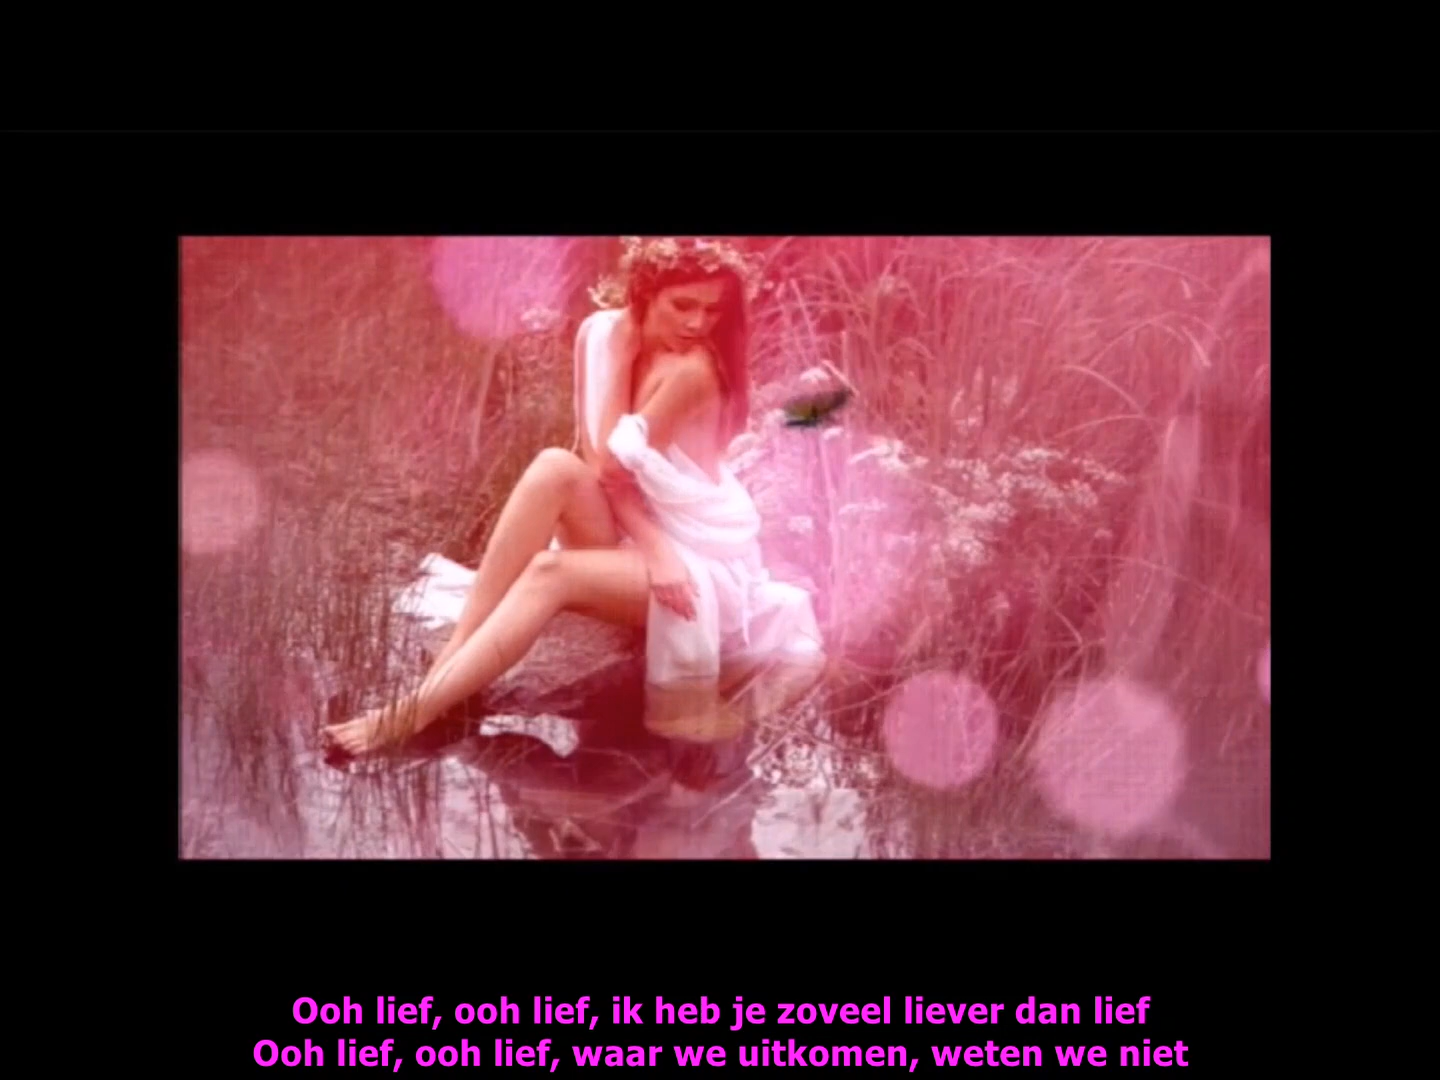 Ooh lief, ooh lief, ik heb je zoveel liever dan lief
Ooh lief, ooh lief, waar we uitkomen, weten we niet